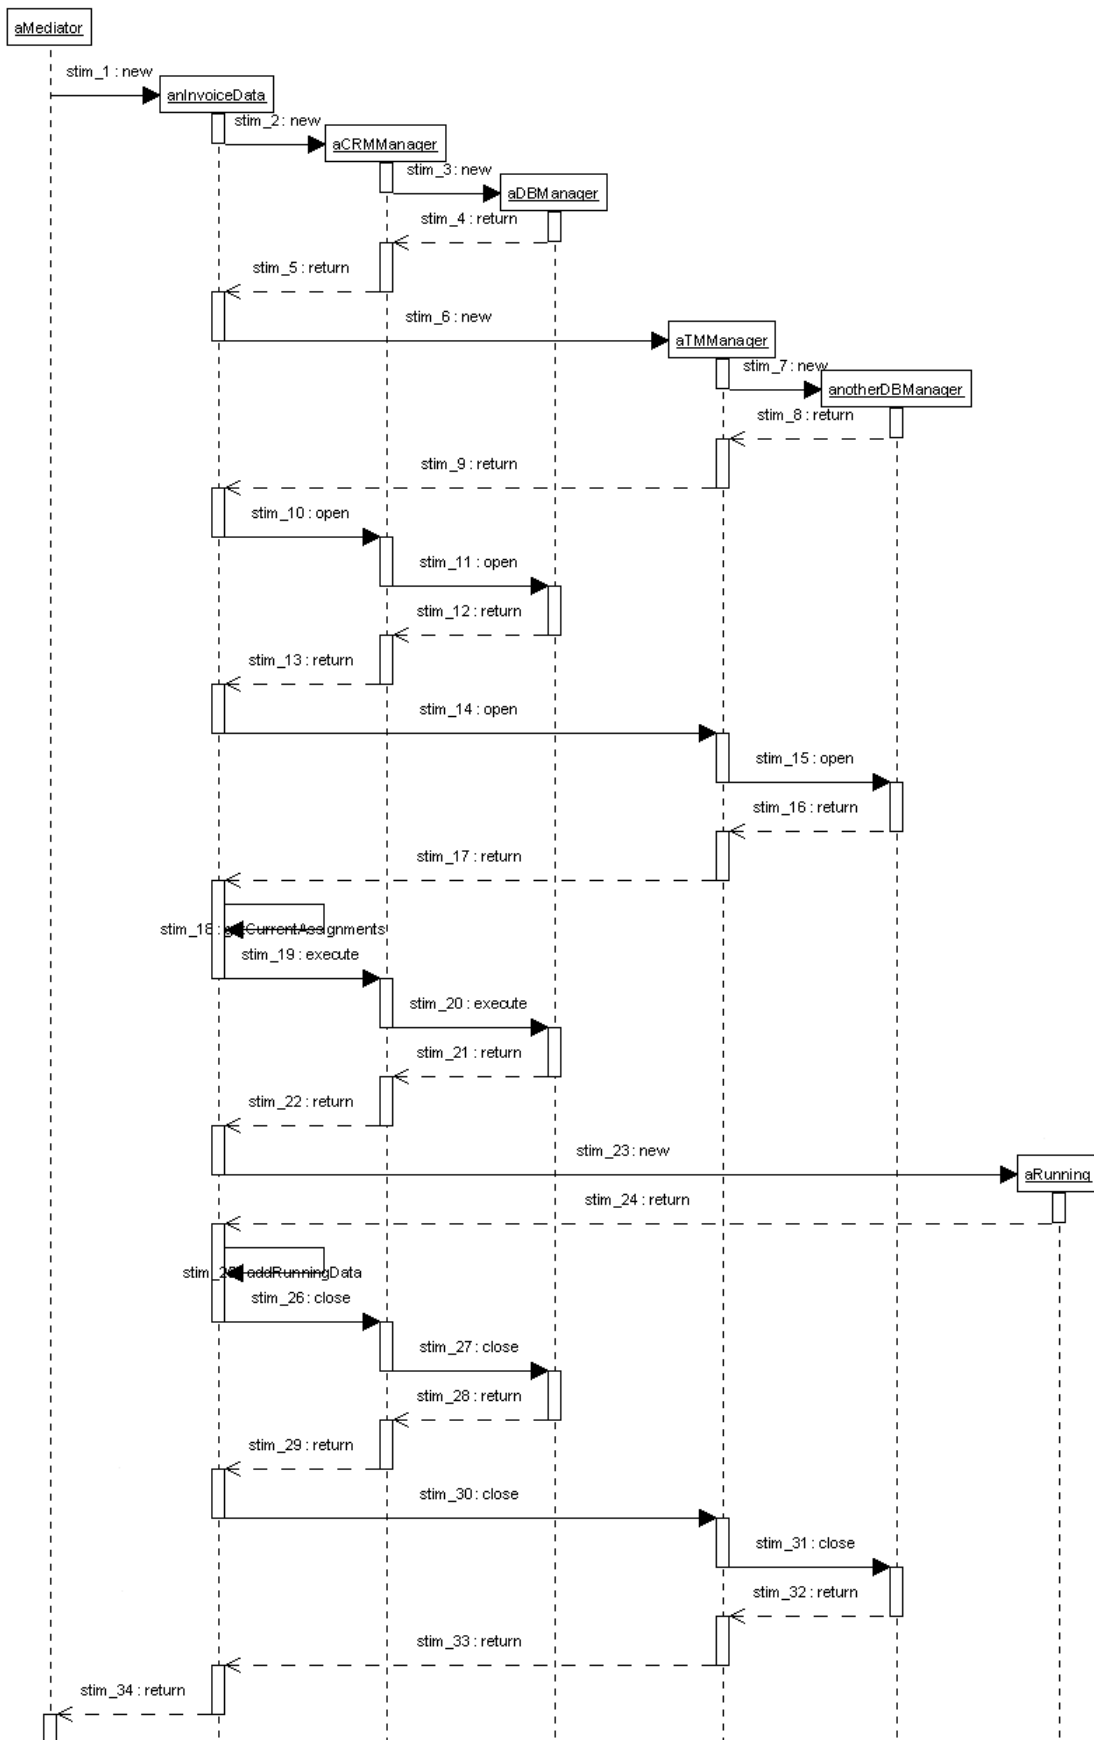 aMediator
stim_1 : new
anInvoiceData
stim_2 : new
aCRMManager
stim_3 : new
aDBManager
stim_4 : return
stim_5 : return
stim_6 : new
aTMManager
stim_7 : new
anotherDBManager
stim_8 : return
stim_9 : return
stim_10 : open
stim_11 : open
stim_12 : return
stim_13 : return
stim_14 : open
stim_15 : open
stim_16 : return
stim_17 : return
stim_18 : getCurrentAssignments
stim_19 : execute
stim_20 : execute
stim_21 : return
stim_22 : return
stim_23 : new
aRunning
stim_24 : return
stim_25 : addRunningData
stim_26 : close
stim_27 : close
stim_28 : return
stim_29 : return
stim_30 : close
stim_31 : close
stim_32 : return
stim_33 : return
stim_34 : return